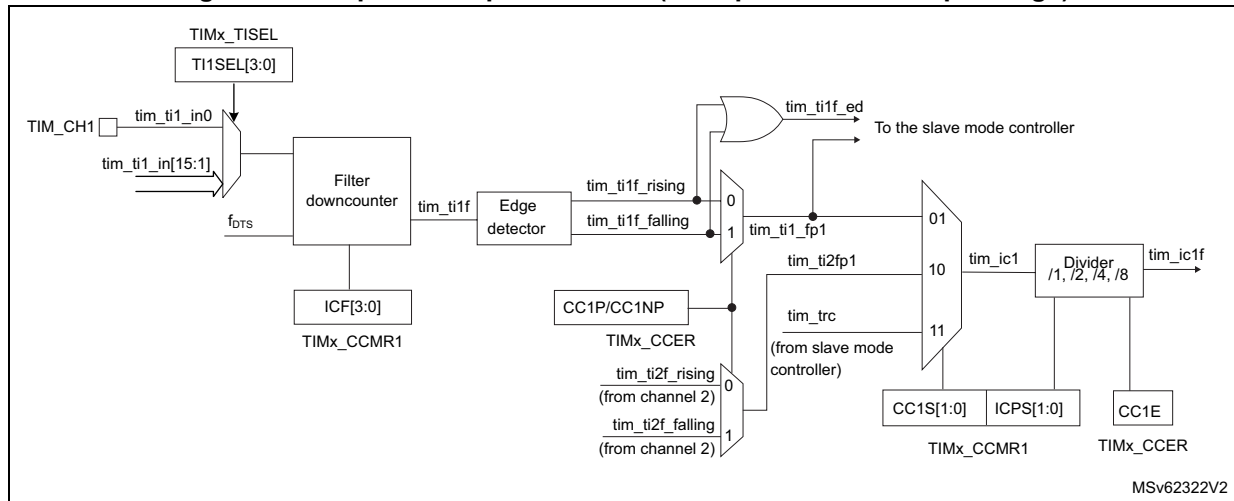 TIMx_TISEL
TI1SEL[3:0]
TIM_CH1
tim_ti1_in0
tim_ti1_in[15:1]
fDTS
Filter
downcounter
ICF[3:0]
TIMx_CCMR1
tim_ti1f
Edge
detector
tim_ti1f_rising
tim_ti1f_falling
0
1
tim_ti1f_ed
To the slave mode controller
tim_ti1_fp1
tim_ti2fp1
CC1P/CC1NP
TIMx_CCER
tim_trc
(from slave mode
controller)
tim_ti2f_rising
(from channel 2)
tim_ti2f_falling
(from channel 2)
0
1
01
10
11
tim_ic1
Divider
/1, /2, /4, /8
tim_ic1f
CC1S[1:0]
ICPS[1:0]
TIMx_CCMR1
CC1E
TIMx_CCER
MSv62322V2